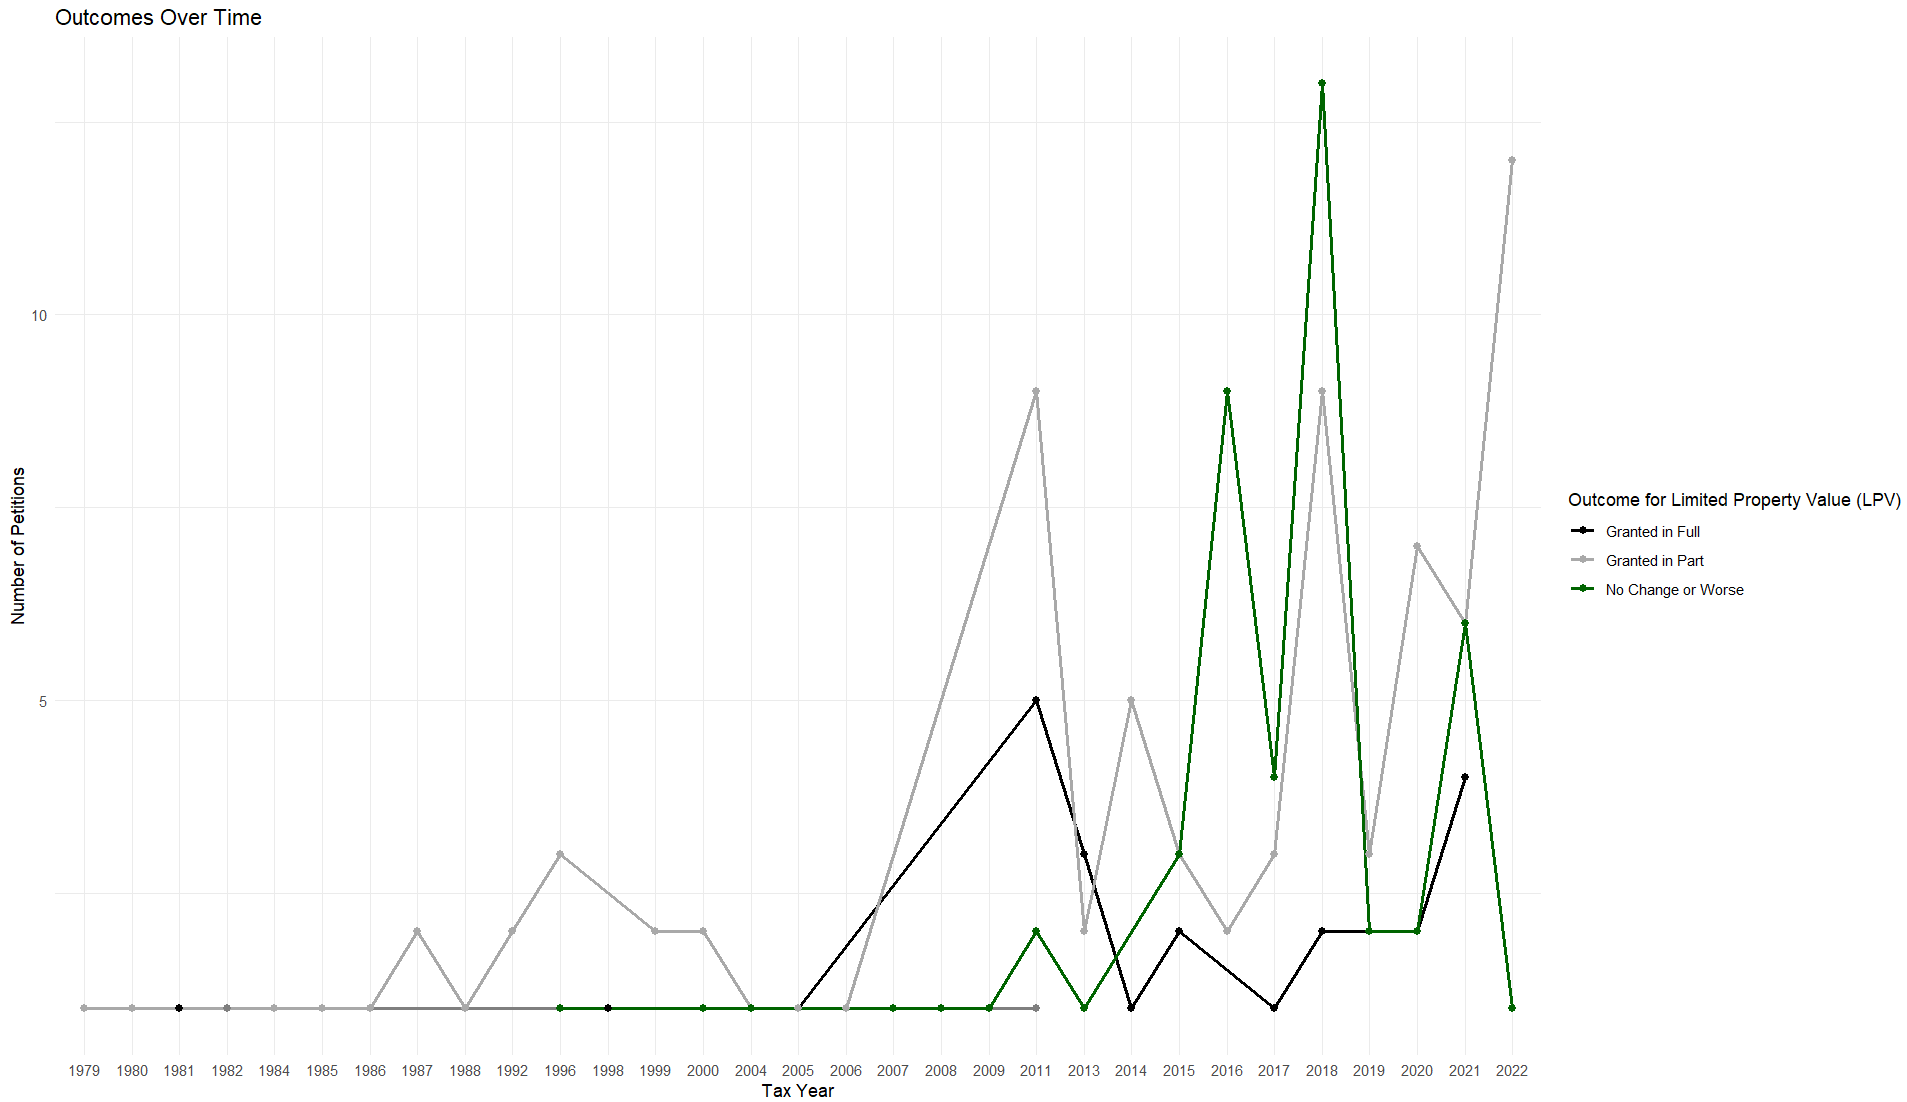 Outcomes Over Time
Number of Petitions
10
5
1979 1980 1981 1982 1984 1985 1986 1987 1988 1992 1996 1998 1999 2000 2004 2005 2006 2007 2008 2009 2011 2013 2014 2015 2016 2017 2018 2019 2020 2021 2022
Tax Year
Outcome for Limited Property Value (LPV)
Granted in Full
Granted in Part
No Change or Worse